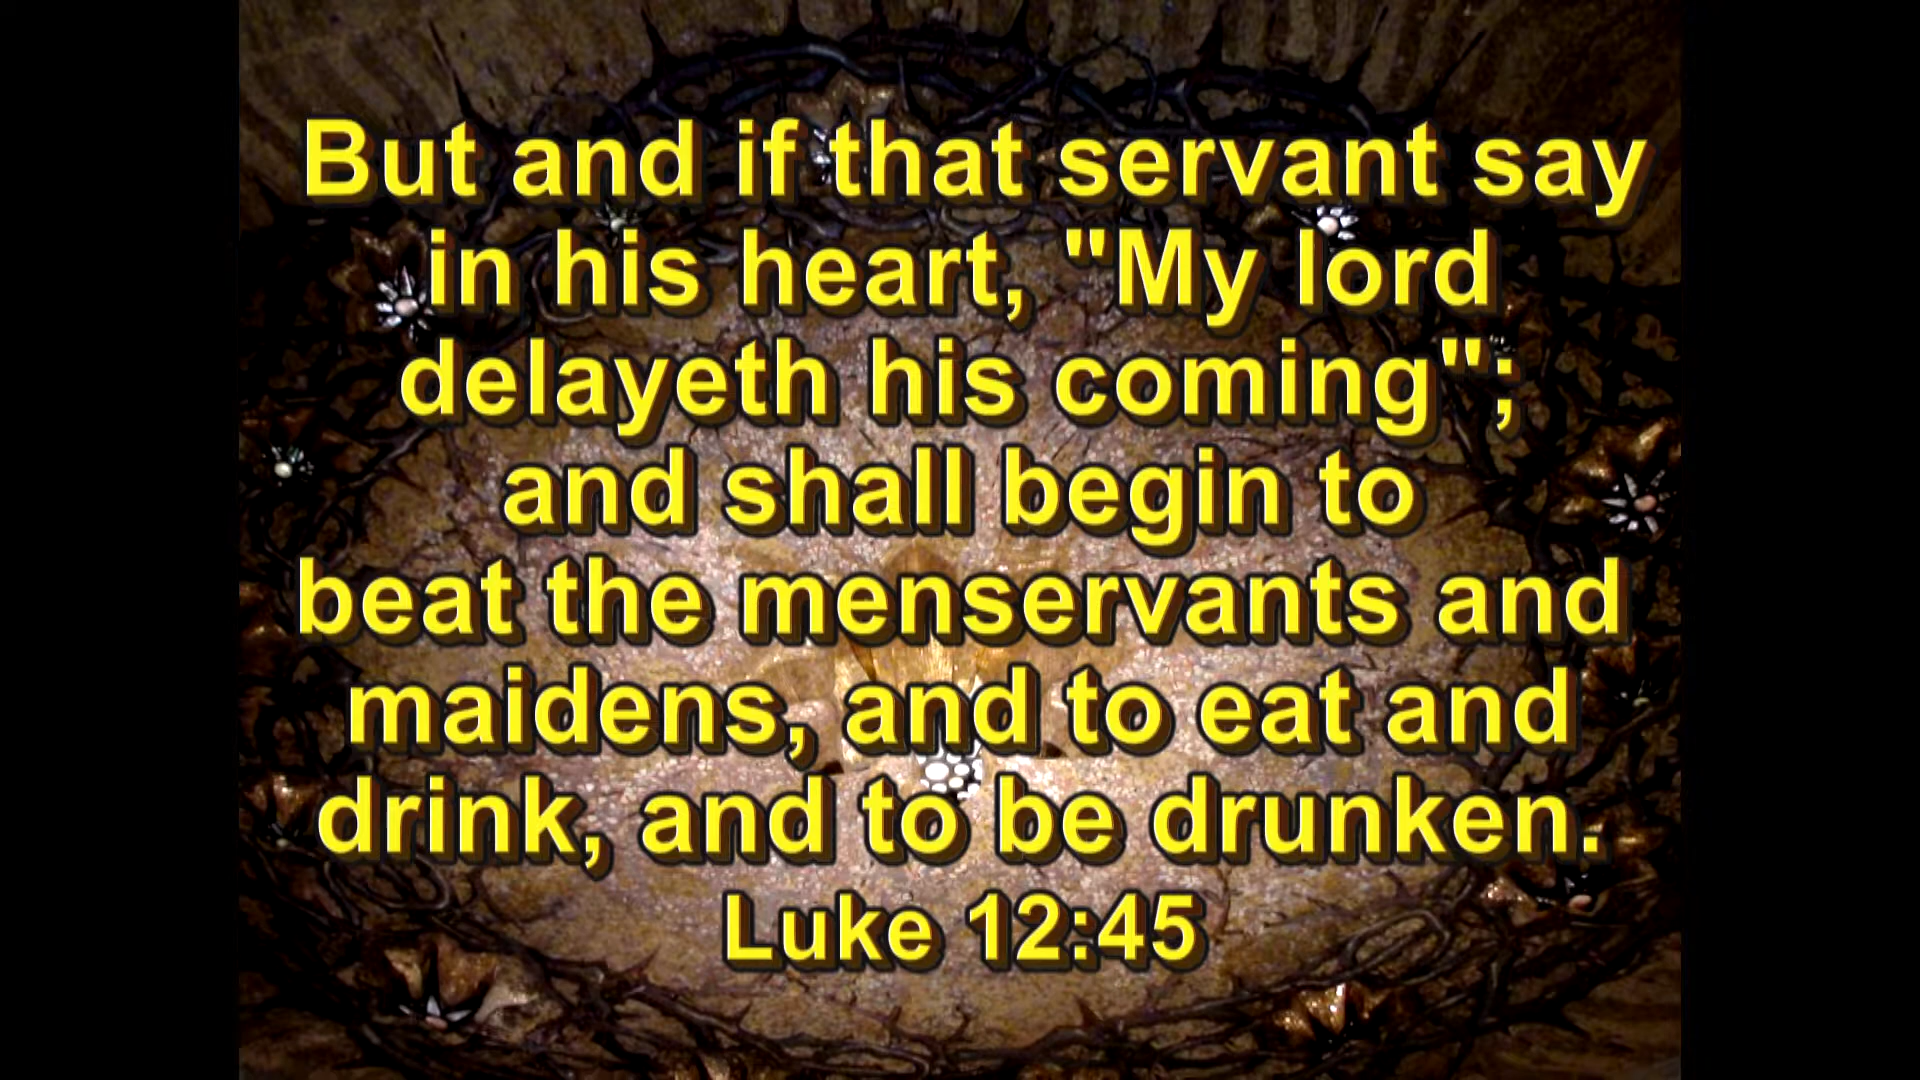 But and if that servant say
in his heart, "My lord
delayeth his coming";
and shall begin to
beat the menservants and
maidens, and to eat and
drink, and to be drunken.
Luke 12:45